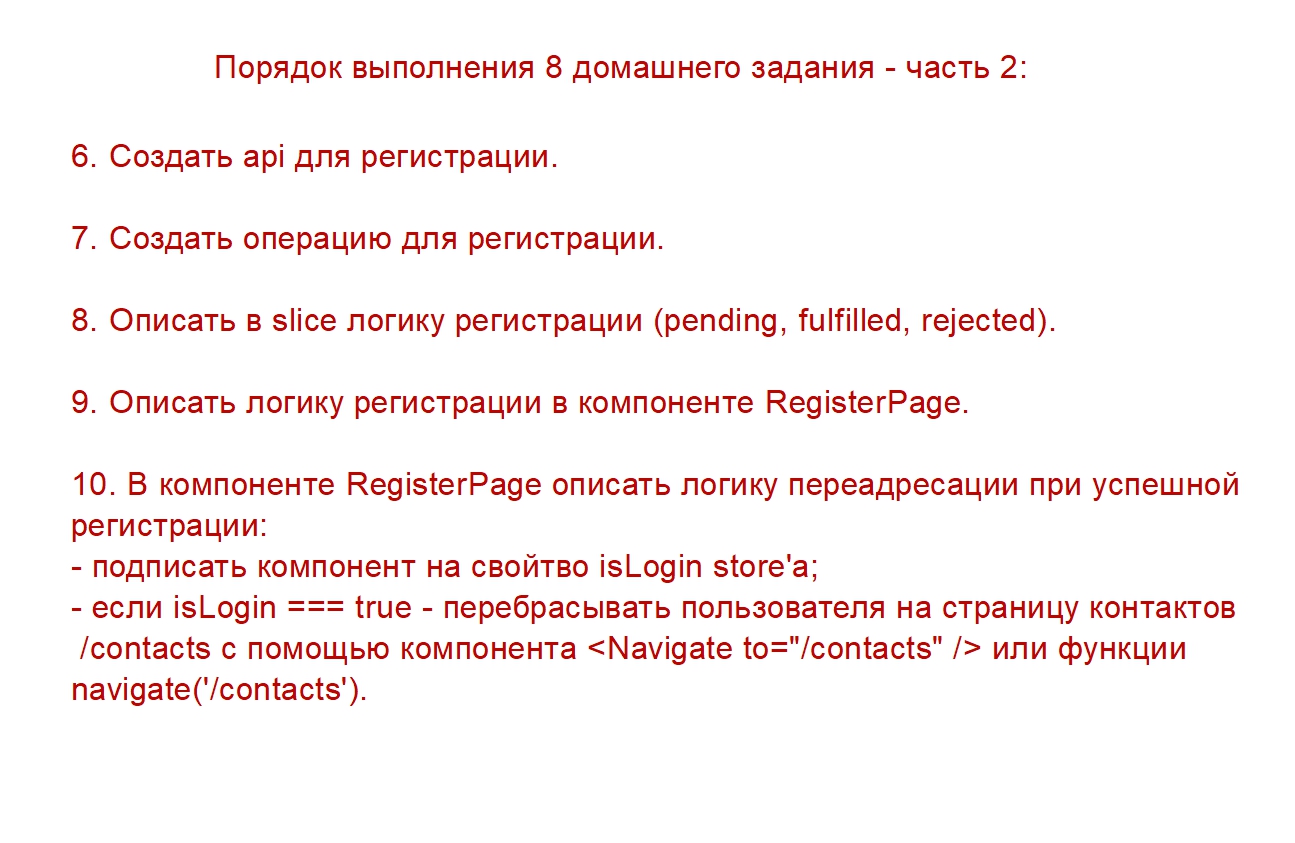 Порядок выполнения 8 домашнего задания - часть 2:
6. Создать api для регистрации.
7. Создать операцию для регистрации.
8. Описать в slice логику регистрации (pending, fulfilled, rejected).
9. Описать логику регистрации в компоненте RegisterPage.
10. В компоненте RegisterPage описать логику переадресации при успешной
регистрации:
- подписать компонент на свойтво isLogin store'а;
- если isLogin === true - перебрасывать пользователя на страницу контактов
/contacts с помощью компонента <Navigate to="/contacts" /> или функции
navigate('/contacts').